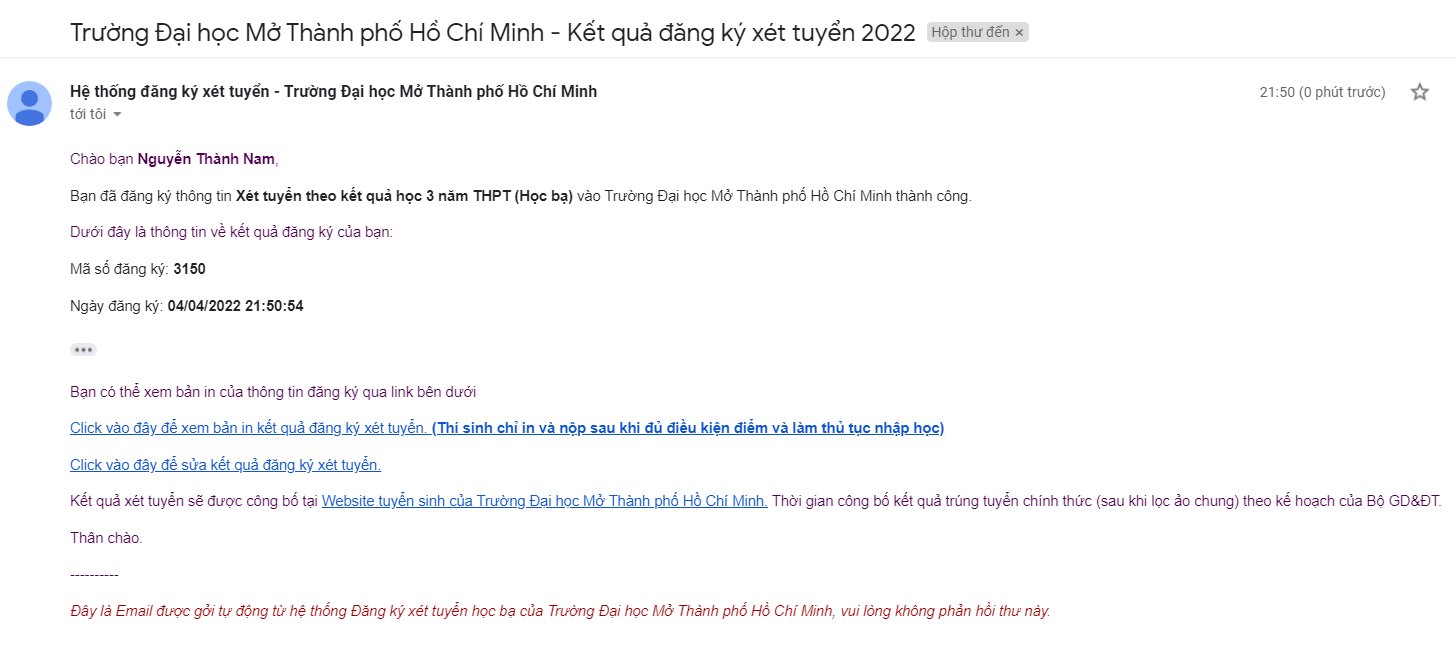 Trường Đại học Mở Thành phố Hồ Chí Minh - Kết quả đăng ký xét tuyển 2022 Hộp thư đến ×
Hệ thống đăng ký xét tuyển - Trường Đại học Mở Thành phố Hồ Chí Minh 21:50 (0 phút trước)
tới tôi
Chào bạn Nguyễn Thành Nam,
Bạn đã đăng ký thông tin Xét tuyển theo kết quả học 3 năm THPT (Học bạ) vào Trường Đại học Mở Thành phố Hồ Chí Minh thành công.
Dưới đây là thông tin về kết quả đăng ký của bạn:
Mã số đăng ký: 3150
Ngày đăng ký: 04/04/2022 21:50:54
•••
Bạn có thể xem bản in của thông tin đăng ký qua link bên dưới
Click vào đây để xem bản in kết quả đăng ký xét tuyển. (Thí sinh chỉ in và nộp sau khi đủ điều kiện điểm và làm thủ tục nhập học)
Click vào đây để sửa kết quả đăng ký xét tuyển.
Kết quả xét tuyển sẽ được công bố tại Website tuyển sinh của Trường Đại học Mở Thành phố Hồ Chí Minh. Thời gian công bố kết quả trúng tuyển chính thức (sau khi lọc ảo chung) theo kế hoạch của Bộ GD&ĐT.
Thân chào.
----------
Đây là Email được gởi tự động từ hệ thống Đăng ký xét tuyển học bạ của Trường Đại học Mở Thành phố Hồ Chí Minh, vui lòng không phản hồi thư này.